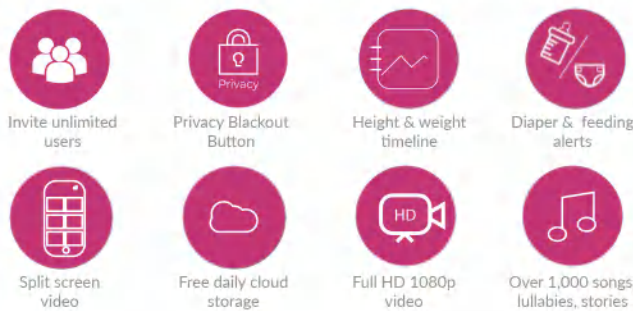 Privacy
Invite unlimited
users
Privacy Blackout
Button
Height & weight
timeline
Diaper & feeding
alerts
HD
Split screen
video
Free daily cloud
storage
Full HD 1080p
video
Over 1,000 songs
lullabies, stories